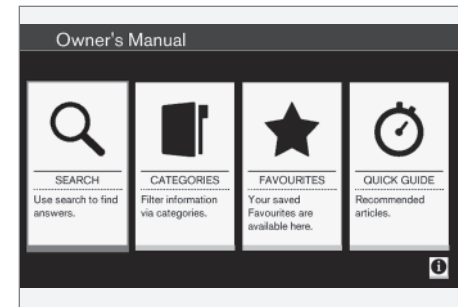 Owner's Manual
SEARCH
Use search to find
answers.
CATEGORIES
Filter information
via categories.
FAVOURITES
Your saved
Favourites are
available here.
QUICK GUIDE
Recommended
articles.